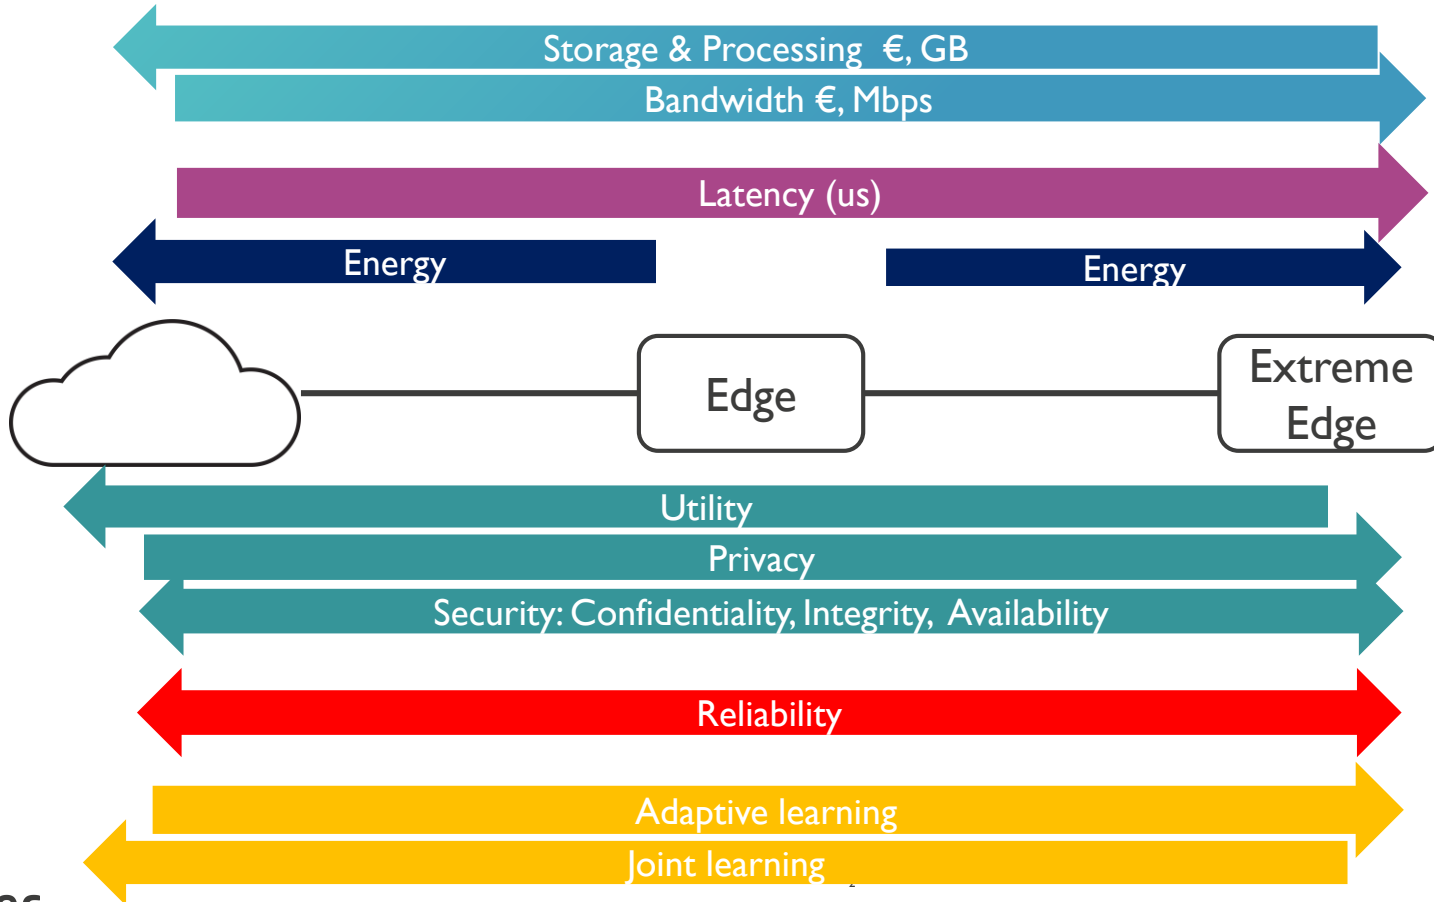 Storage & Processing €, GB
Bandwidth €, Mbps
Latency (us)
Energy
Energy
Edge
Extreme
Edge
Utility
Privacy
Security: Confidentiality, Integrity, Availability
Reliability
Adaptive learning
Joint learning
2